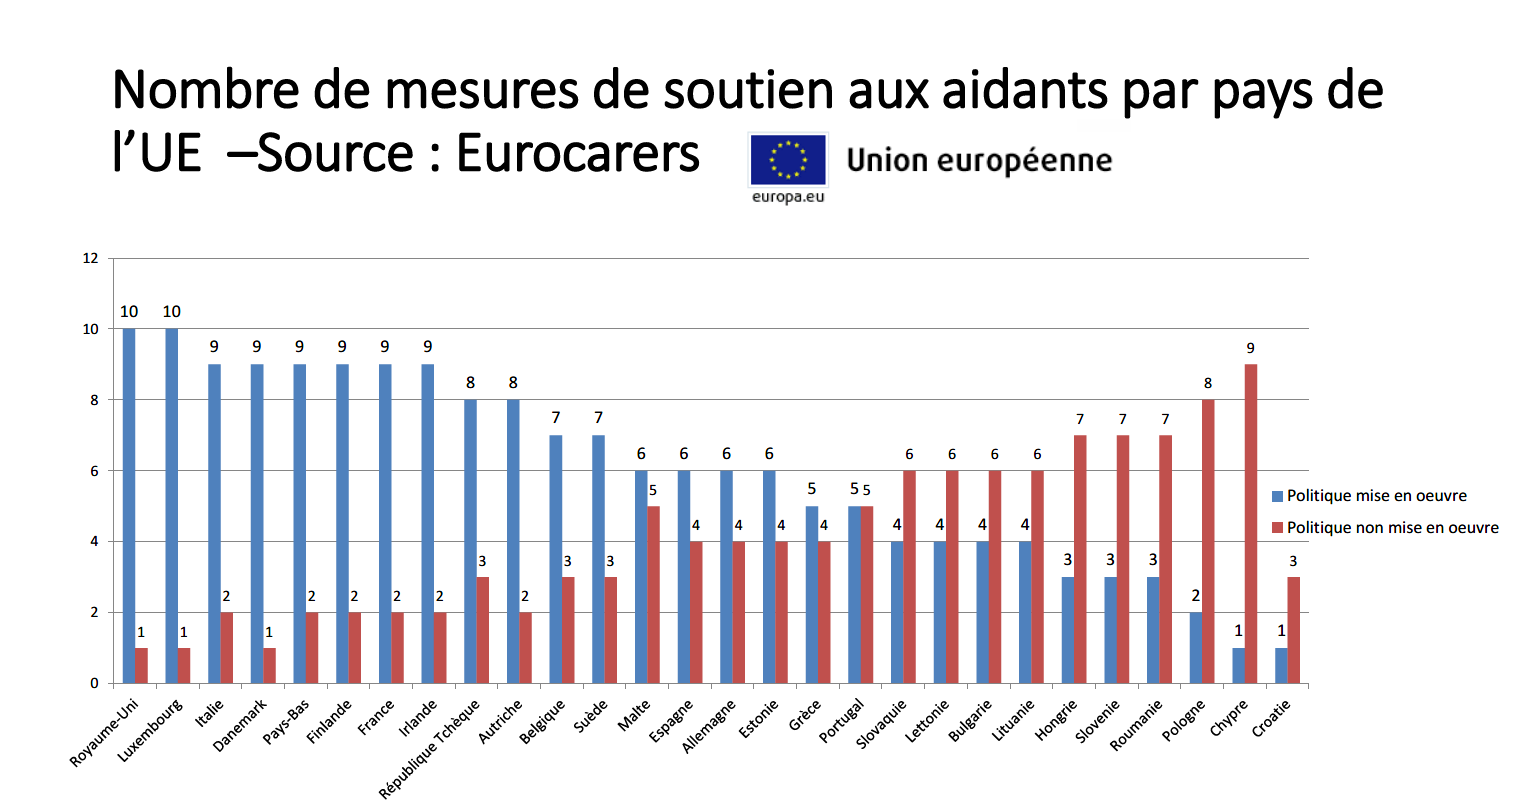 Nombre de mesures de soutien aux aidants par pays de
l’UE –Source : Eurocarers
Union européenne
europa.eu
12
10
8
6
4
2
0
10 1
10 1
9 2
9 1
9 2
9 2
9 2
9 2
8 3
8 2
7 3
7 3
6 5
6 4
6 4
6 4
5 4
5 5
4 6
4 6
4 6
4 6
3 7
3 7
3 7
2 8
1 9
1 3
Royaume-Uni
Luxembourg
Italie
Danemark
Pays-Bas
Finlande
France
Irlande
République Tchèque
Autriche
Belgique
Suède
Malte
Espagne
Allemagne
Estonie
Grèce
Portugal
Slovaquie
Lettonie
Bulgarie
Lituanie
Hongrie
Slovenie
Roumanie
Pologne
Chypre
Croatie
Politique mise en oeuvre
Politique non mise en oeuvre